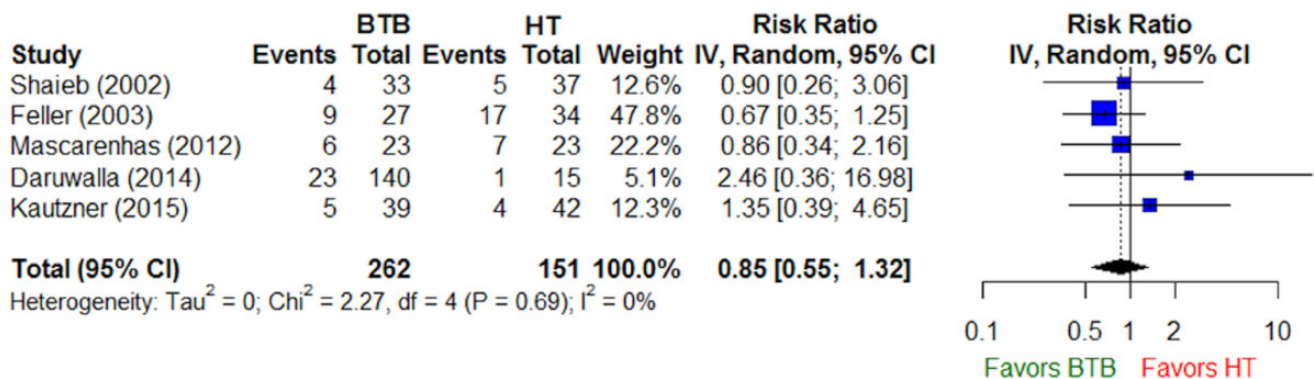 BTB HT Risk Ratio Risk Ratio
Study Events Total Events Total Weight IV, Random, 95% CI IV, Random, 95% CI
Shaieb (2002) 4 33 5 37 12.6% 0.90 [0.26; 3.06]
Feller (2003) 9 27 17 34 47.8% 0.67 [0.35; 1.25]
Mascarenhas (2012) 6 23 7 23 22.2% 0.86 [0.34; 2.16]
Daruwalla (2014) 23 140 1 15 5.1% 2.46 [0.36; 16.98]
Kautzner (2015) 5 39 4 42 12.3% 1.35 [0.39; 4.65]
Total (95% CI) 262 151 100.0% 0.85 [0.55; 1.32]
Heterogeneity: Tau² = 0; Chi² = 2.27, df = 4 (P = 0.69); I² = 0%
0.1 0.5 1 2 10
Favors BTB Favors HT